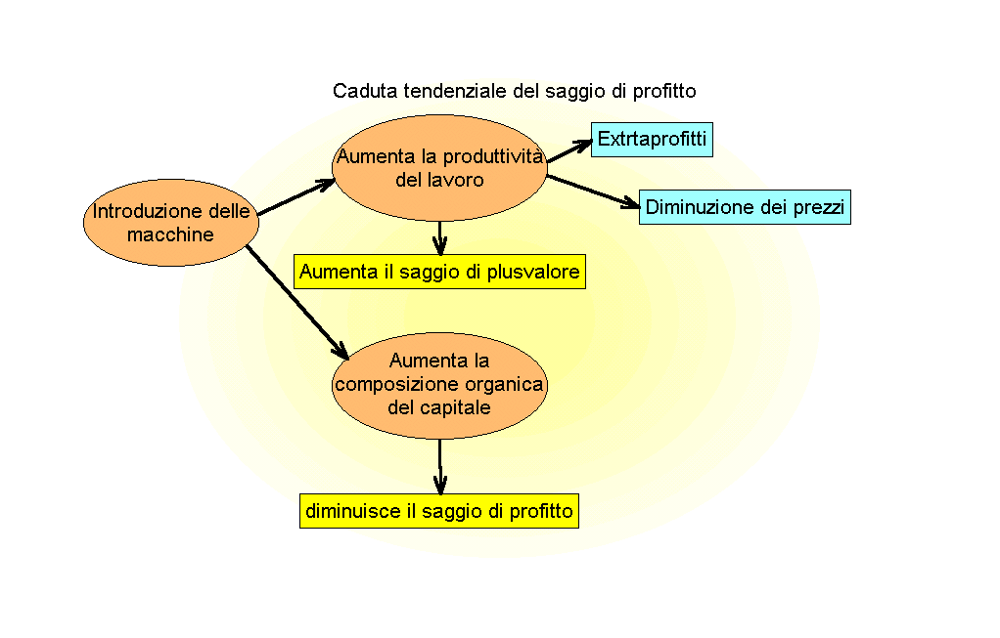 Caduta tendenziale del saggio di profitto
Aumenta la produttività
del lavoro
Extrtaprofitti
Diminuzione dei prezzi
Introduzione delle
macchine
Aumenta il saggio di plusvalore
Aumenta la
composizione organica
del capitale
diminuisce il saggio di profitto